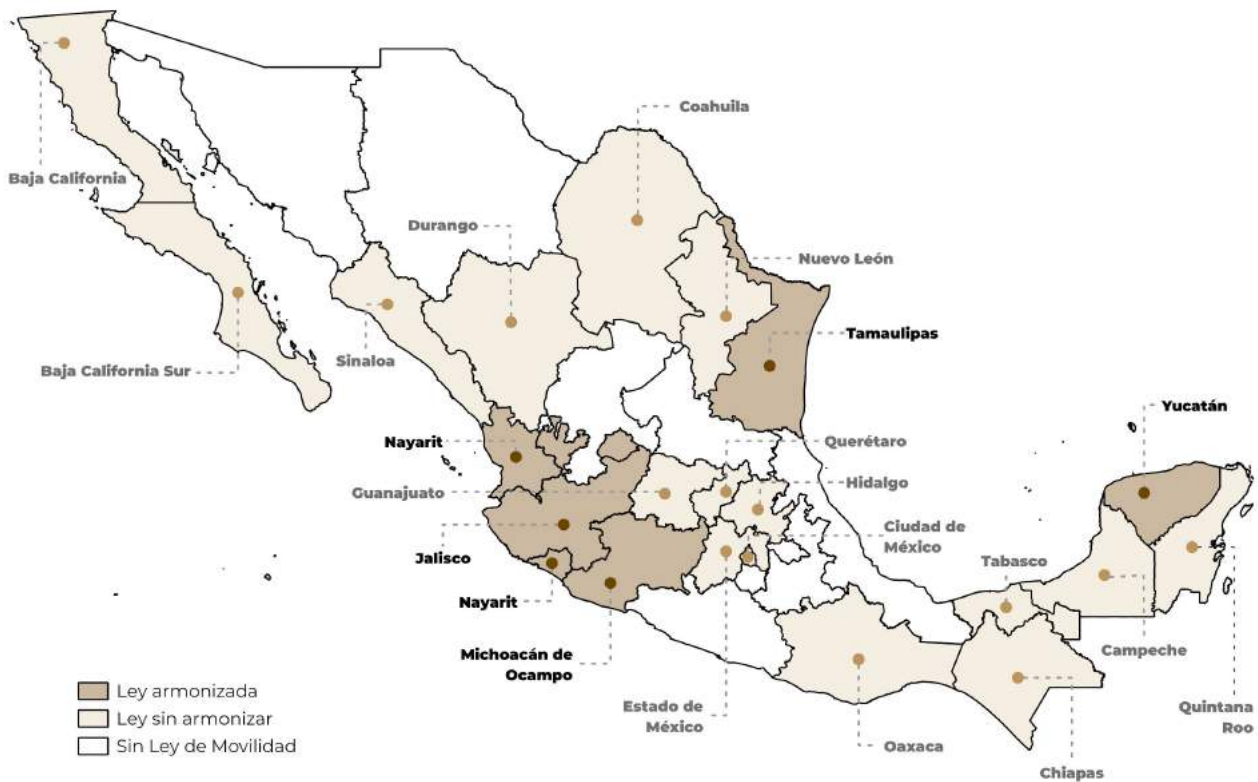 Coahuila
Baja California
Durango
Nuevo León
Tamaulipas
Sinaloa
Baja California Sur
Yucatán
Nayarit
Querétaro
Hidalgo
Guanajuato
Ciudad de
México
Jalisco
Tabasco
Nayarit
Michoacán de
Ocampo
Campeche
Estado de
México
Quintana
Roo
Oaxaca
Chiapas
Ley armonizada
Ley sin armonizar
Sin Ley de Movilidad